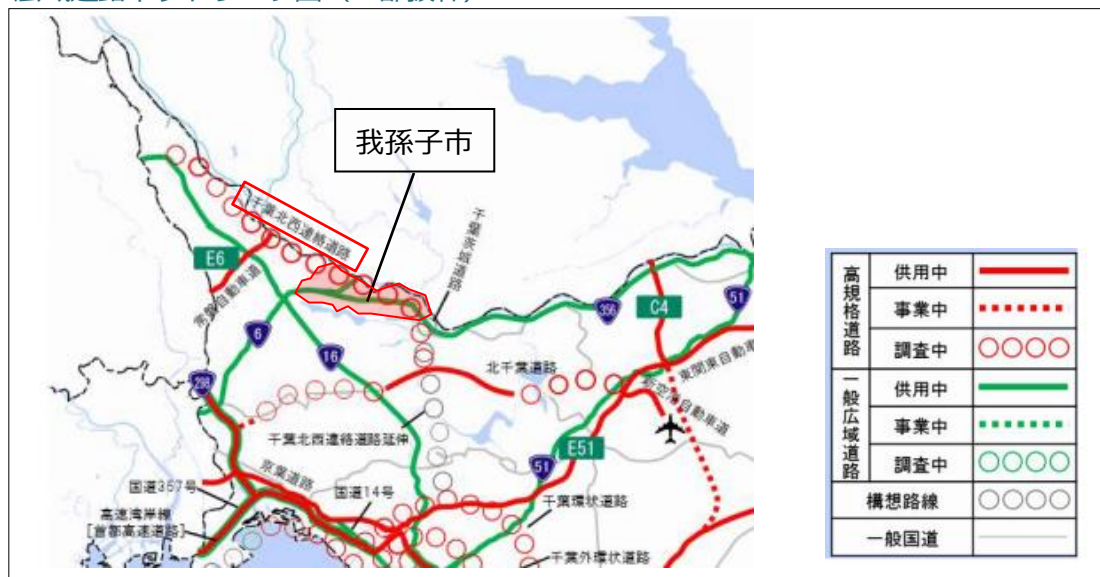 我孫子市
千葉北西連絡道路
千葉茨城道路
E6
常磐自動車道
6
16
298
356
C4
51
北千葉道路
東関東自動車道
新空港自動車道
千葉北西連絡道路延伸
E51
51
京葉道路
国道357号
国道14号
高速湾岸線
[首都高速道路]
千葉環状道路
千葉外環状道路
高規格道路
供用中
事業中
調査中
一般広域道路
供用中
事業中
調査中
構想路線
一般国道